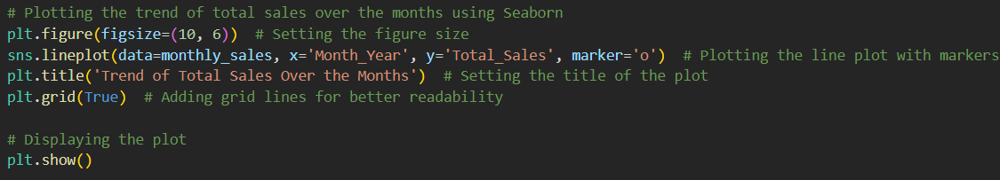 # Plotting the trend of total sales over the months using Seaborn
plt.figure(figsize=(10, 6))  # Setting the figure size
sns.lineplot(data=monthly_sales, x='Month_Year', y='Total_Sales', marker='o')  # Plotting the line plot with markers
plt.title('Trend of Total Sales Over the Months')  # Setting the title of the plot
plt.grid(True)  # Adding grid lines for better readability

# Displaying the plot
plt.show()